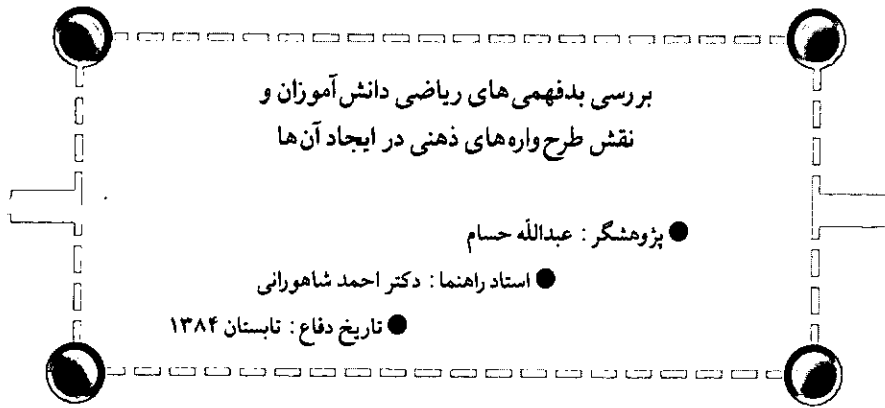 بررسی بدفهمی‌های ریاضی دانش‌آموزان و
نقش طرح‌واره‌های ذهنی در ایجاد آن‌ها
● پژوهشگر : عبدالله حسام
● استاد راهنما : دکتر احمد شاهورانی
● تاریخ دفاع : تابستان ۱۳۸۴